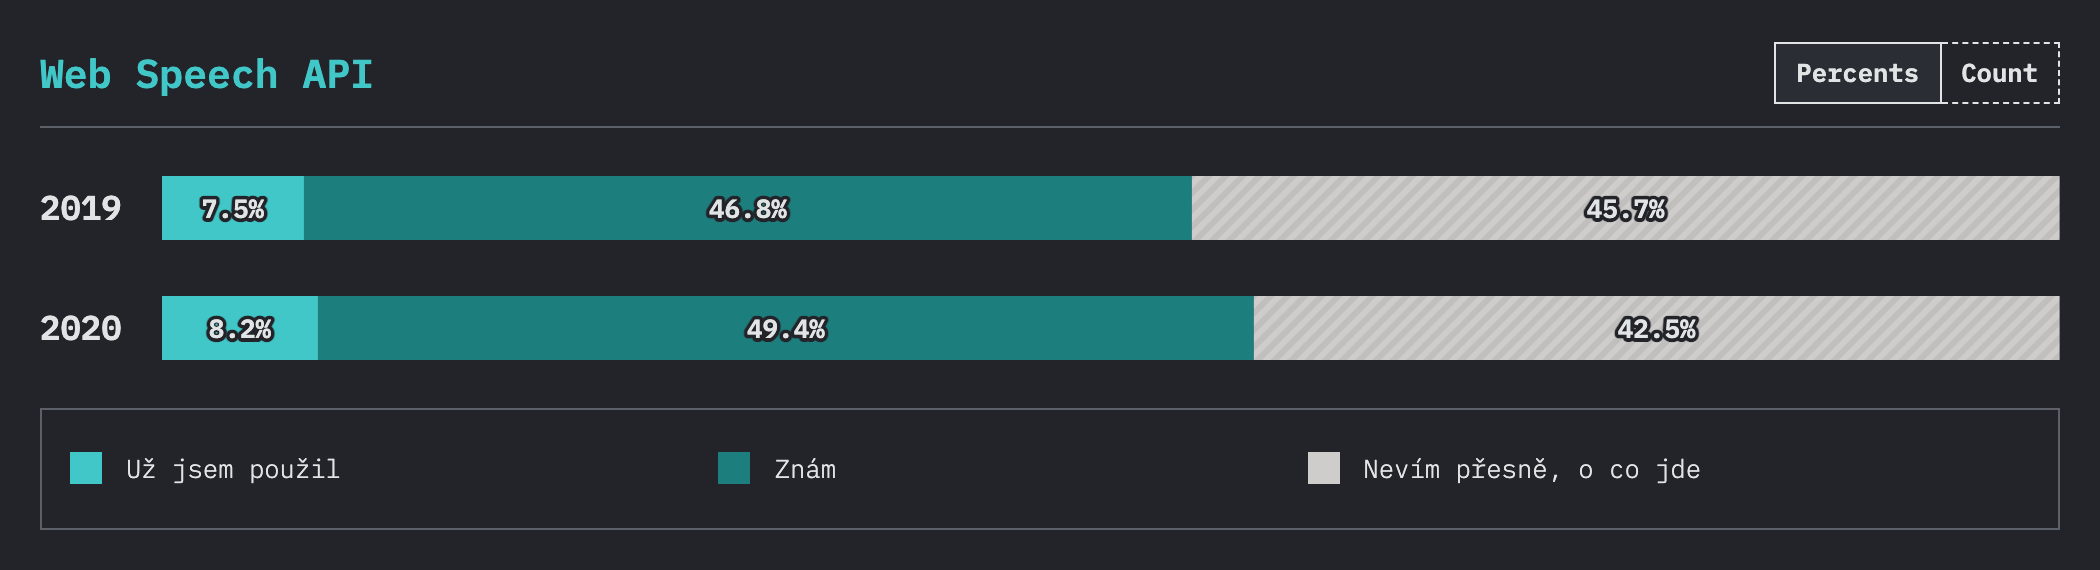 Web Speech API
Percents Count
2019 7.5% 46.8% 45.7%
2020 8.2% 49.4% 42.5%
Už jsem použil Znám Nevím přesně, o co jde